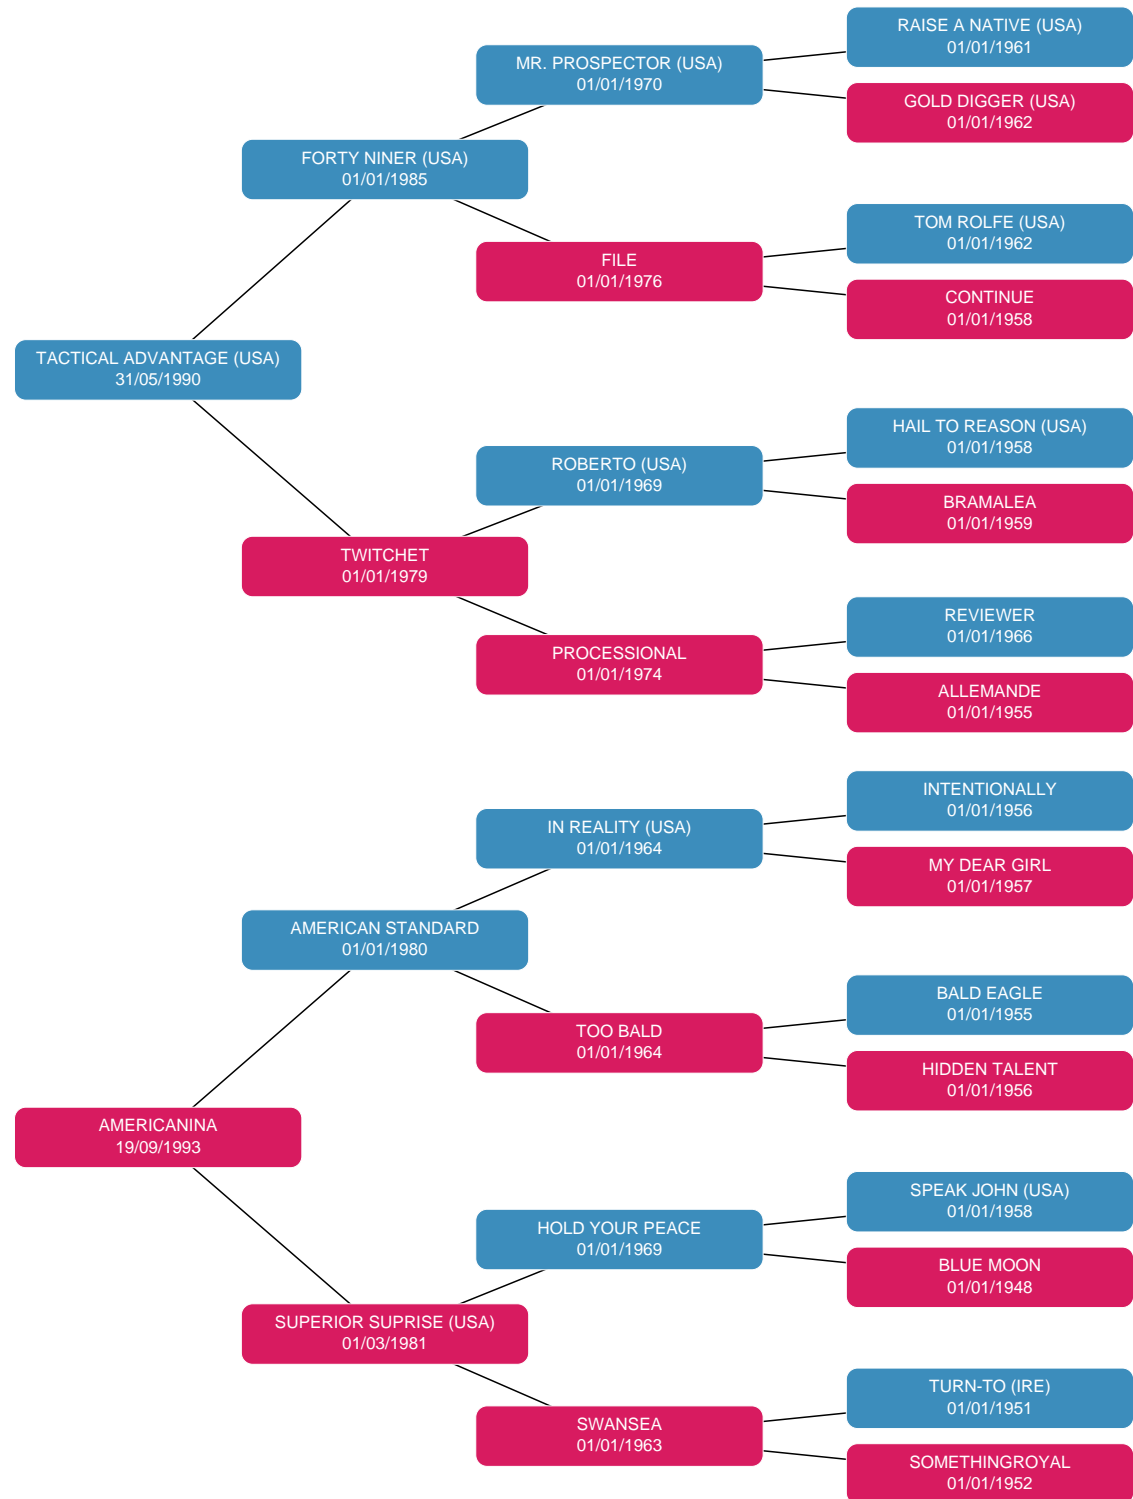 RAISE A NATIVE (USA)
01/01/1961
MR. PROSPECTOR (USA)
01/01/1970
GOLD DIGGER (USA)
01/01/1962
FORTY NINER (USA)
01/01/1985
TOM ROLFE (USA)
01/01/1962
FILE
01/01/1976
CONTINUE
01/01/1958
TACTICAL ADVANTAGE (USA)
31/05/1990
HAIL TO REASON (USA)
01/01/1958
ROBERTO (USA)
01/01/1969
BRAMALEA
01/01/1959
TWITCHET
01/01/1979
REVIEWER
01/01/1966
PROCESSIONAL
01/01/1974
ALLEMANDE
01/01/1955
INTENTIONALLY
01/01/1956
IN REALITY (USA)
01/01/1964
MY DEAR GIRL
01/01/1957
AMERICAN STANDARD
01/01/1980
BALD EAGLE
01/01/1955
TOO BALD
01/01/1964
HIDDEN TALENT
01/01/1956
AMERICANINA
19/09/1993
SPEAK JOHN (USA)
01/01/1958
HOLD YOUR PEACE
01/01/1969
BLUE MOON
01/01/1948
SUPERIOR SUPRISE (USA)
01/03/1981
TURN-TO (IRE)
01/01/1951
SWANSEA
01/01/1963
SOMETHINGROYAL
01/01/1952